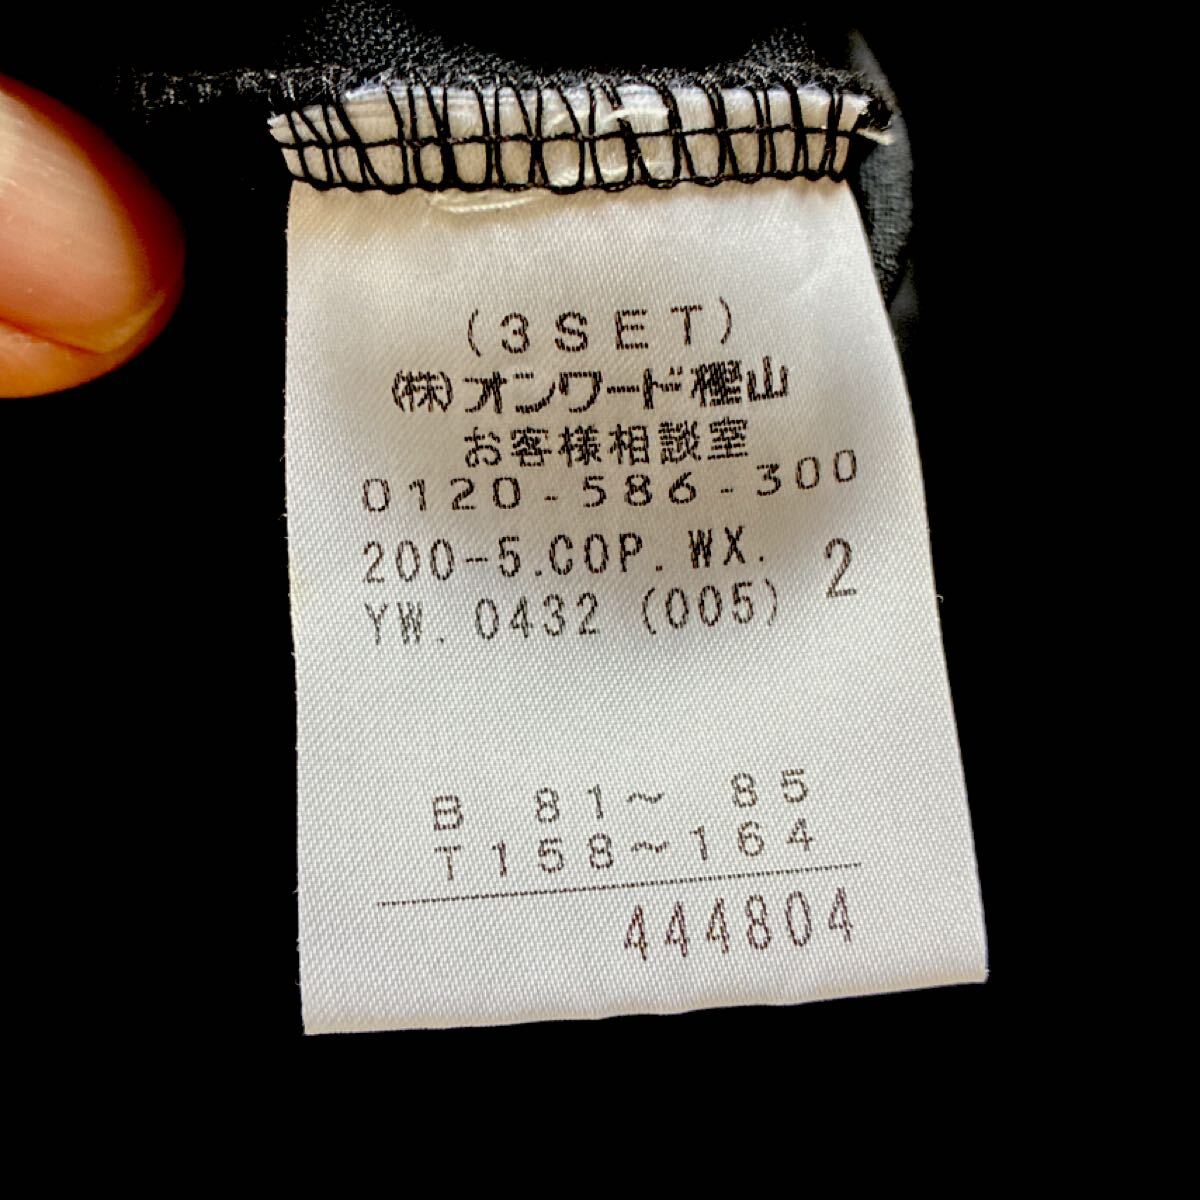 (3SET)
(株)オンワード樫山
お客様相談室
0120-586-300
200-5.COP.WX. 2
YW.0432(005)
B 81～ 85
T158～164
444804